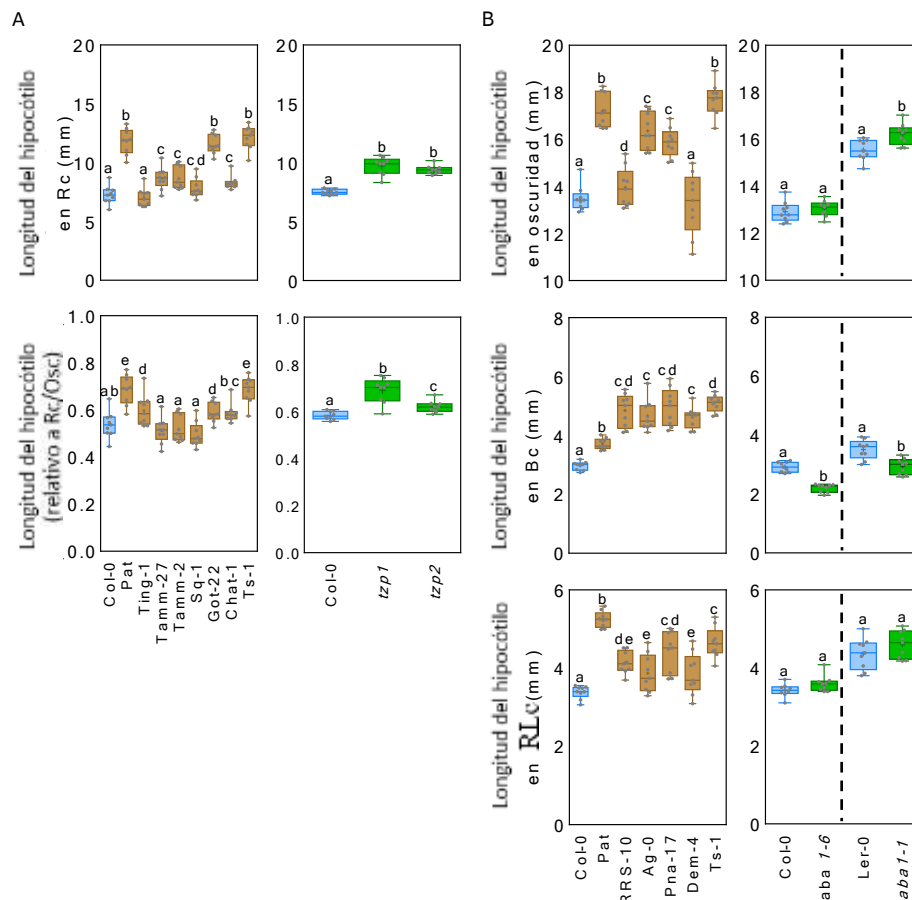 A
B
Longitud del hipocótilo
en Rc (mm)
20
15
10
5
0
a
b
a
c
c
c d
b
c
b
20
15
10
5
0
a
b
b
Longitud del hipocótilo
(relativo a Rc/Osc)
1.0
0.8
0.6
0.4
0.2
0.0
a b
e
d
a
a
a
d
b c
e
Col-0
Pat
Ting-1
Tamm-27
Tamm-2
Sq-1
Got-22
Chat-1
Ts-1
1.0
0.8
0.6
0.4
0.2
0.0
a
b
c
Col-0
tzp1
tzp2
Longitud del hipocótilo
en oscuridad (mm)
20
18
16
14
12
10
a
b
d
c
c
a
b
20
18
16
14
12
10
a
a
a
b
Longitud del hipocótilo
en Bc (mm)
8
6
4
2
0
a
b
c d
c
c d
c
d
8
6
4
2
0
a
b
a
b
Longitud del hipocótilo
en RLc (mm)
6
4
2
0
a
b
d e
e
c d
e
c
Col-0
Pat
RRS-10
Ag-0
Pna-17
Dem-4
Ts-1
6
4
2
0
a
a
a
a
Col-0
aba 1-6
Ler-0
aba1-1